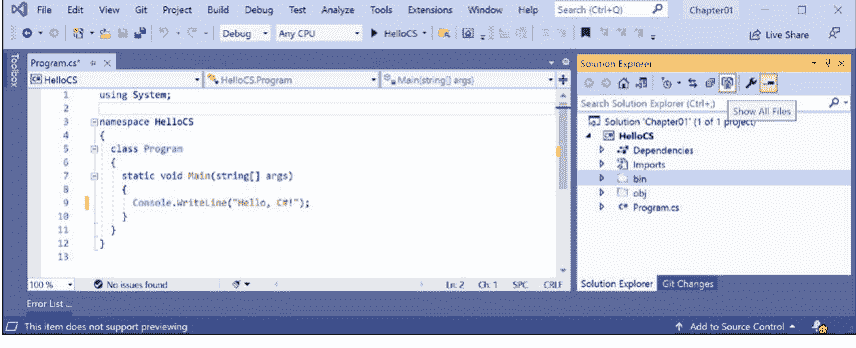 File Edit View Git Project Build Debug Test Analyze Tools Extensions Window Help Search (Ctrl+Q) Chapter01
Debug Any CPU HelloCS Live Share
Toolbox
Program.cs*
HelloCS HelloCS.Program Main(string[] args)
1 using System;
2
3 namespace HelloCS
4 {
5 class Program
6 {
7 static void Main(string[] args)
8 {
9 Console.WriteLine("Hello, C#!");
10 }
11 }
12 }
13
100 % No issues found Ln: 2 Ch: 1 SPC CRLF
Error List ...
Solution Explorer
Search Solution Explorer (Ctrl+;)
Show All Files
Solution 'Chapter01' (1 of 1 project)
HelloCS
Dependencies
Imports
bin
obj
C# Program.cs
Solution Explorer Git Changes
This item does not support previewing Add to Source Control